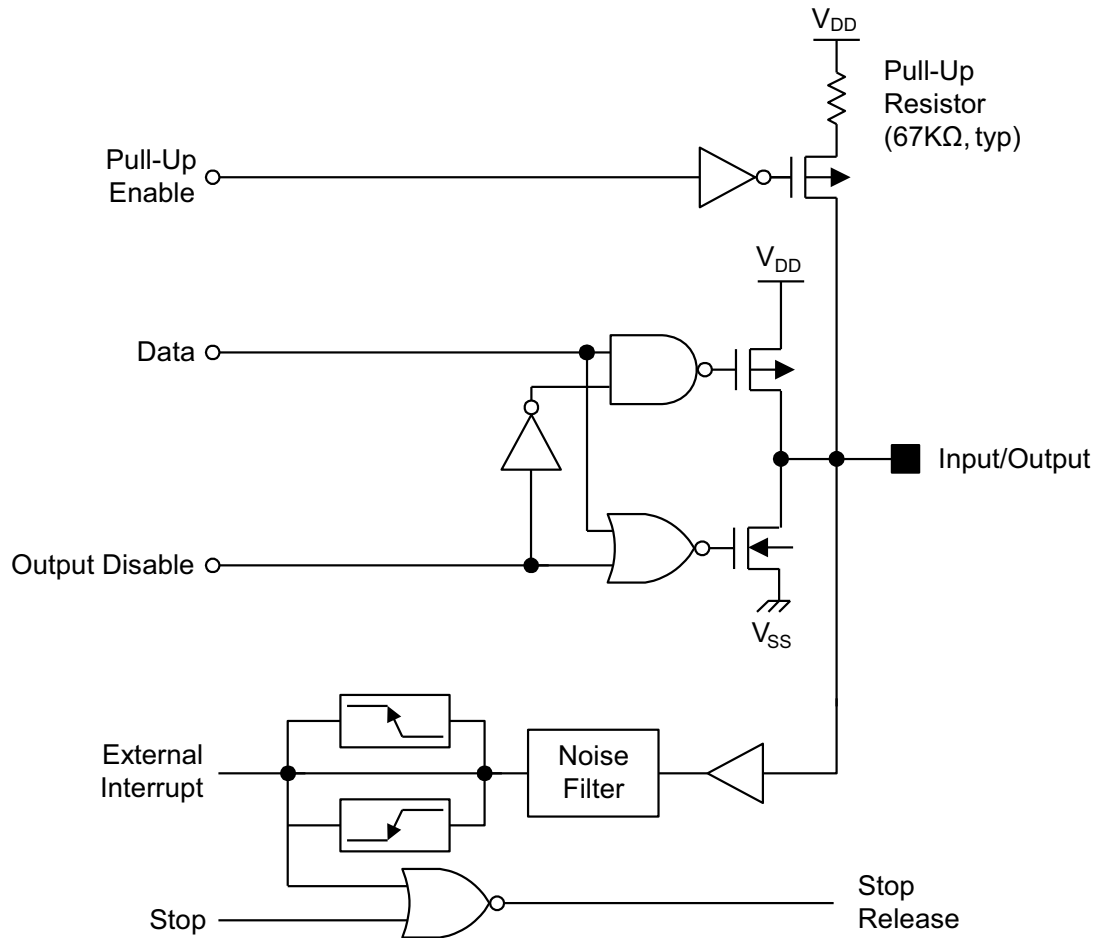 VDD
Pull-Up
Resistor
(67KΩ, typ)
Pull-Up
Enable
VDD
Data
Input/Output
Output Disable
VSS
External
Interrupt
Noise
Filter
Stop
Stop
Release